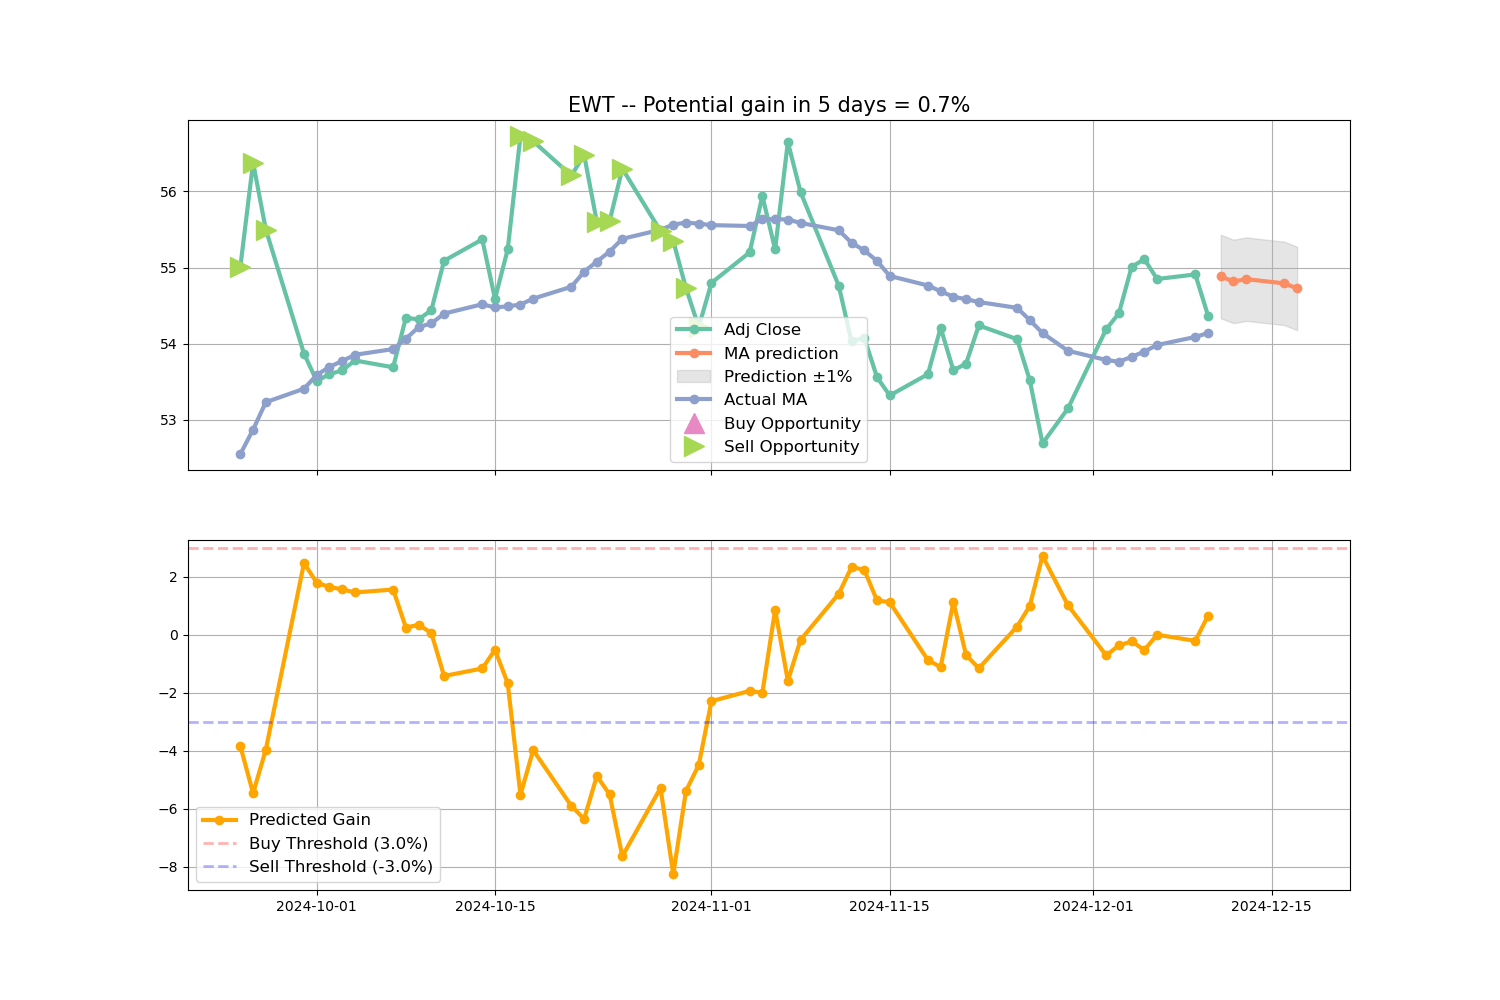 EWT -- Potential gain in 5 days = 0.7%
56
55
54
53
Adj Close
MA prediction
Prediction ±1%
Actual MA
Buy Opportunity
Sell Opportunity
2
0
−2
−4
−6
−8
Predicted Gain
Buy Threshold (3.0%)
Sell Threshold (-3.0%)
2024-10-01
2024-10-15
2024-11-01
2024-11-15
2024-12-01
2024-12-15